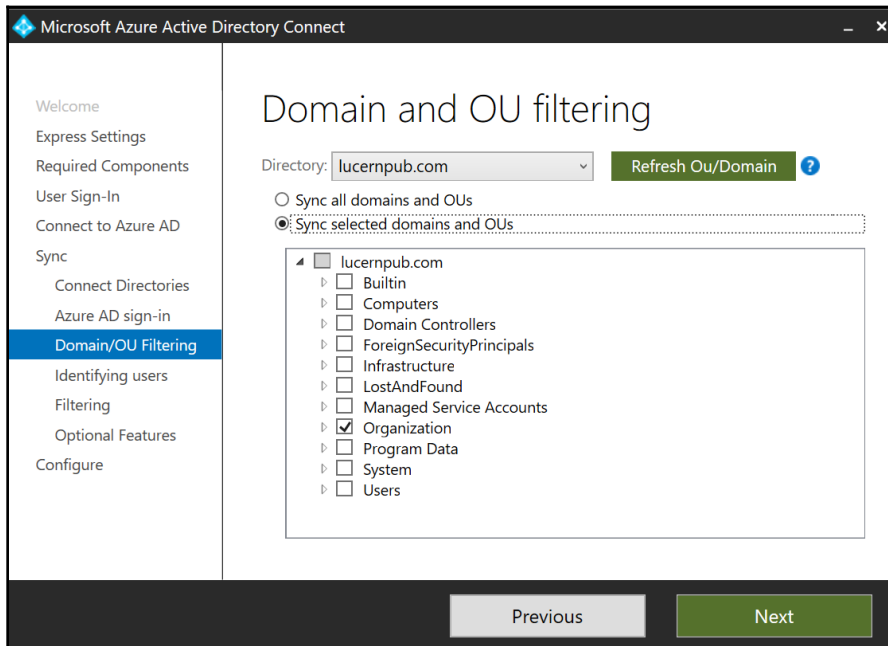 Microsoft Azure Active Directory Connect
Welcome
Express Settings
Required Components
User Sign-In
Connect to Azure AD
Sync
Connect Directories
Azure AD sign-in
Domain/OU Filtering
Identifying users
Filtering
Optional Features
Configure
Domain and OU filtering
Directory: lucernpub.com Refresh Ou/Domain ?
Sync all domains and OUs
Sync selected domains and OUs
lucernpub.com
Builtin
Computers
Domain Controllers
ForeignSecurityPrincipals
Infrastructure
LostAndFound
Managed Service Accounts
Organization
Program Data
System
Users
Previous Next